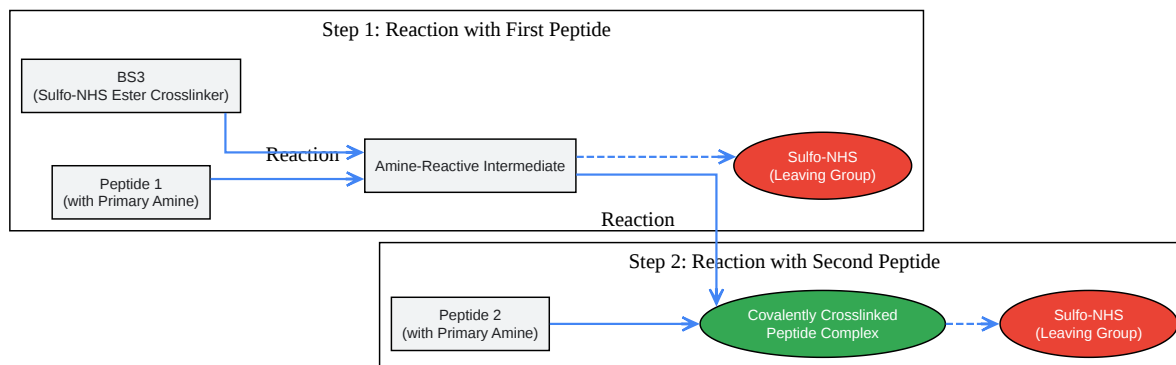 Step 1: Reaction with First Peptide
BS3
(Sulfo-NHS Ester Crosslinker)
Reaction
Peptide 1
(with Primary Amine)
Amine-Reactive Intermediate
Sulfo-NHS
(Leaving Group)
Reaction
Step 2: Reaction with Second Peptide
Peptide 2
(with Primary Amine)
Covalently Crosslinked
Peptide Complex
Sulfo-NHS
(Leaving Group)